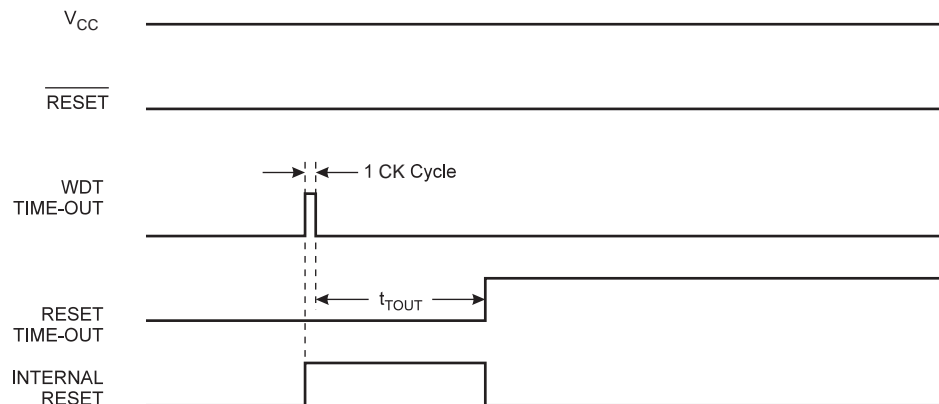 VCC
RESET
1 CK Cycle
WDT
TIME-OUT
tTOUT
RESET
TIME-OUT
INTERNAL
RESET